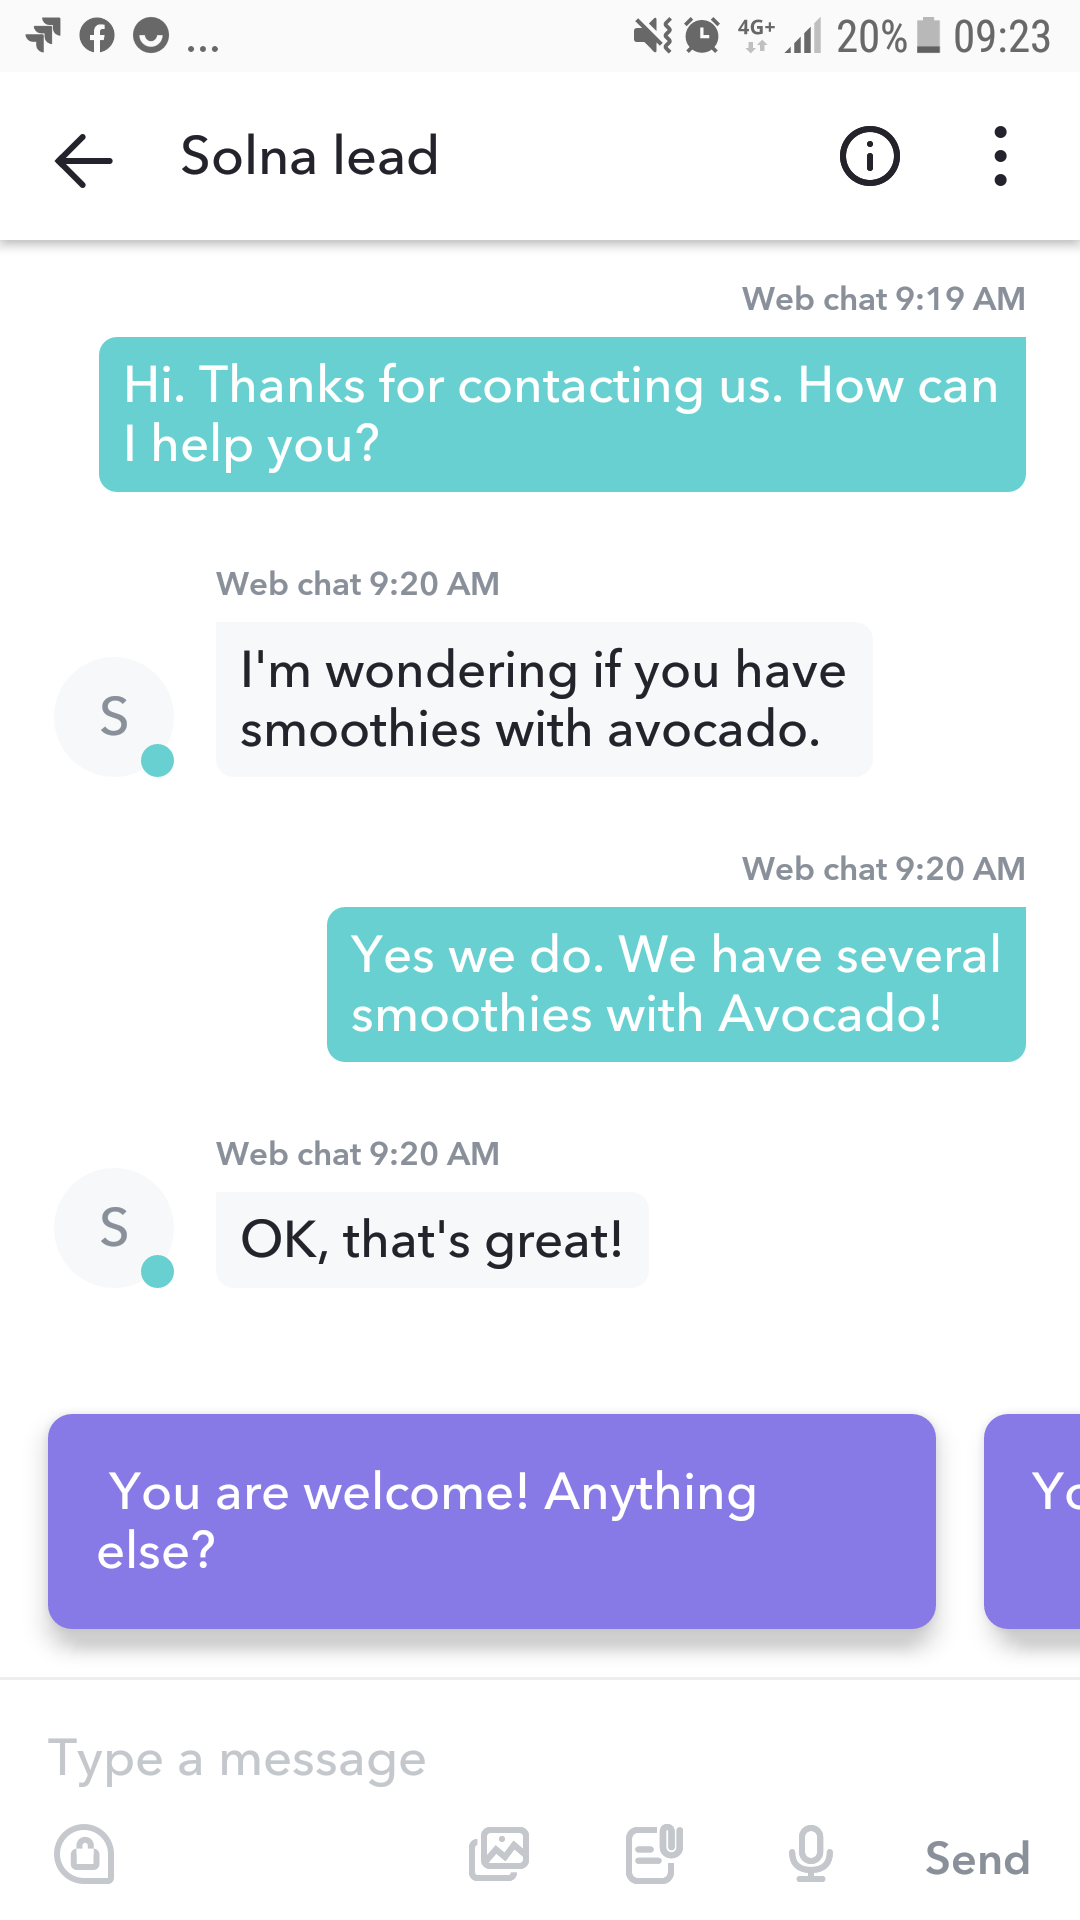 ... 4G+ 20% 09:23
Solna lead
Web chat 9:19 AM
Hi. Thanks for contacting us. How can
I help you?
Web chat 9:20 AM
I'm wondering if you have
smoothies with avocado.
S
Web chat 9:20 AM
Yes we do. We have several
smoothies with Avocado!
Web chat 9:20 AM
OK, that's great!
S
You are welcome! Anything
else?
Type a message
Send